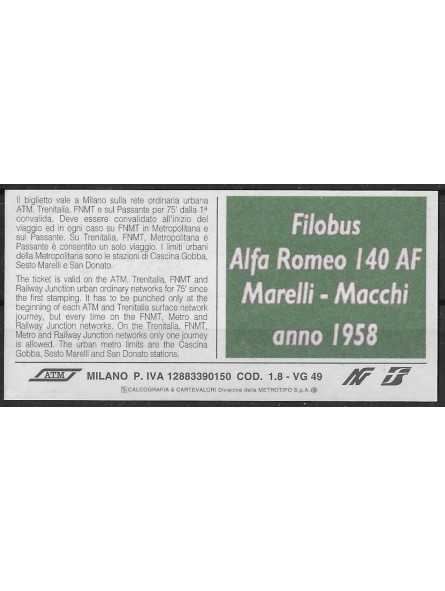 Il biglietto vale a Milano sulla rete ordinaria urbana
ATM, Trenitalia, FNMT e sul Passante per 75' dalla 1ª
convalida. Deve essere convalidato all'inizio del
viaggio ed in ogni caso su FNMT in Metropolitana e
sul Passante. Su Trenitalia, FNMT, Metropolitana e
Passante è consentito un solo viaggio. I limiti urbani
della Metropolitana sono le stazioni di Cascina Gobba,
Sesto Marelli e San Donato.
The ticket is valid on the ATM, Trenitalia, FNMT and
Railway Junction urban ordinary networks for 75' since
the first stamping. It has to be punched only at the
beginning of each ATM and Trenitalia surface network
journey, but every time on the FNMT, Metro and
Railway Junction networks. On the Trenitalia, FNMT,
Metro and Railway Junction networks only one journey
is allowed. The urban metro limits are the Cascina
Gobba, Sesto Marelli and San Donato stations.
Filobus
Alfa Romeo 140 AF
Marelli - Macchi
anno 1958
ATM MILANO P. IVA 12883390150 COD. 1.8 - VG 49
CALCOGRAFIA & CARTEVALORI Divisione della METROTIPO S.p.A.